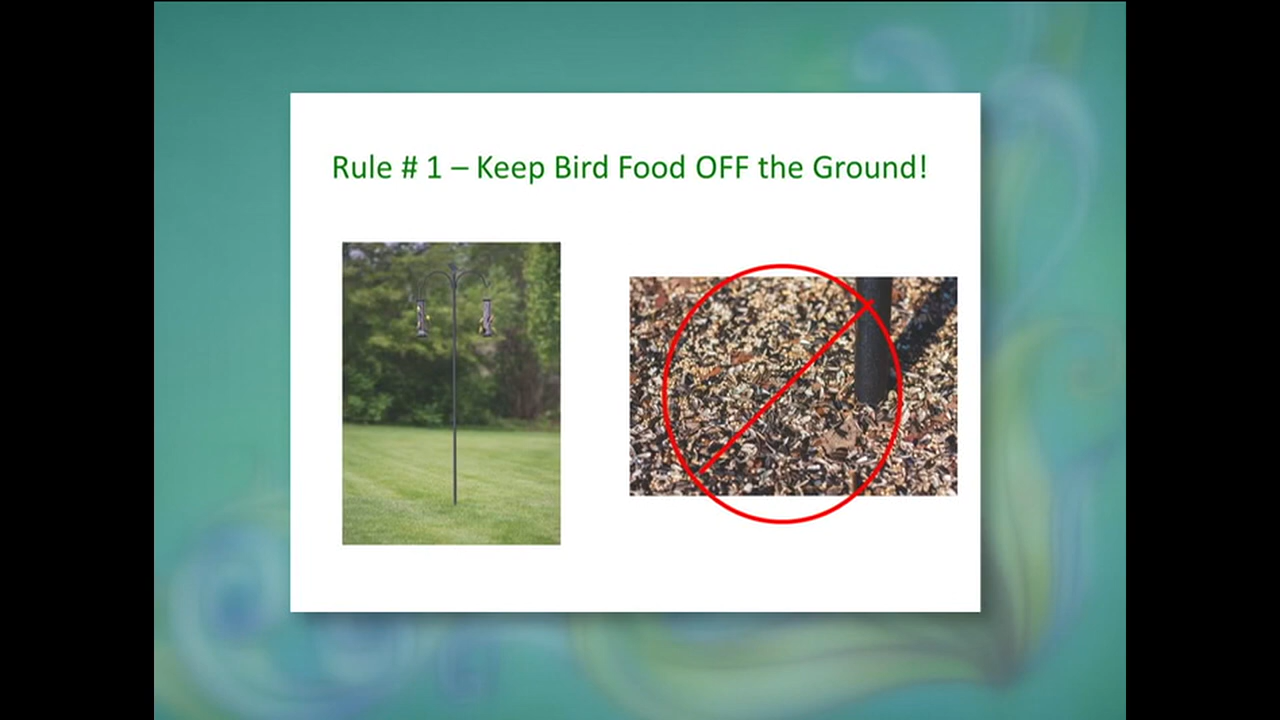 Rule # 1 – Keep Bird Food OFF the Ground!